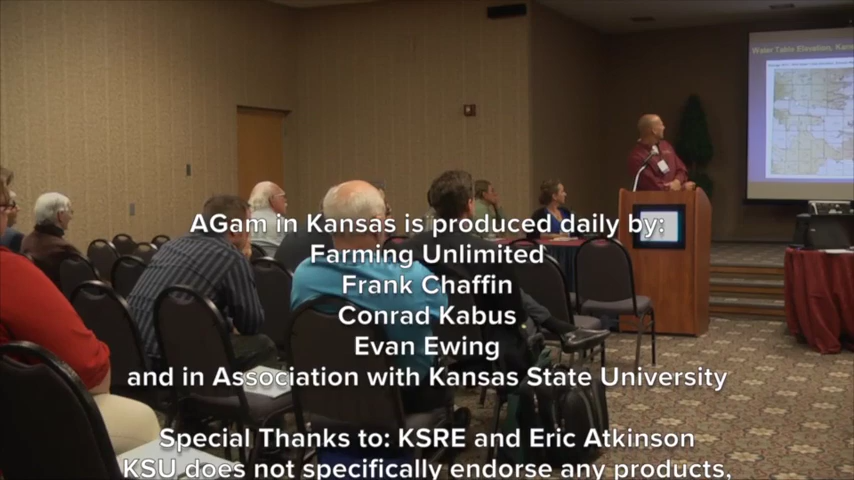 Water Table Elevation, Kans
AGam in Kansas is produced daily by:
Farming Unlimited
Frank Chaffin
Conrad Kabus
Evan Ewing
and in Association with Kansas State University
Special Thanks to: KSRE and Eric Atkinson
KSU does not specifically endorse any products,